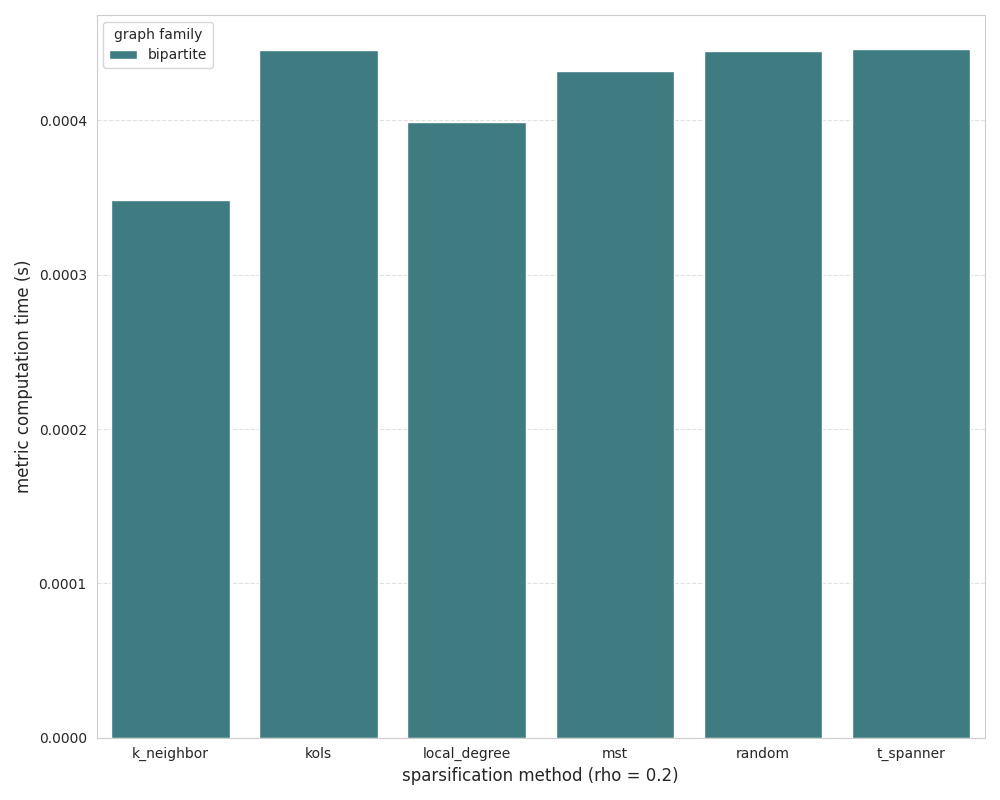 graph family
bipartite
metric computation time (s)
0.0004
0.0003
0.0002
0.0001
0.0000
k_neighbor
kols
local_degree
mst
random
t_spanner
sparsification method (rho = 0.2)